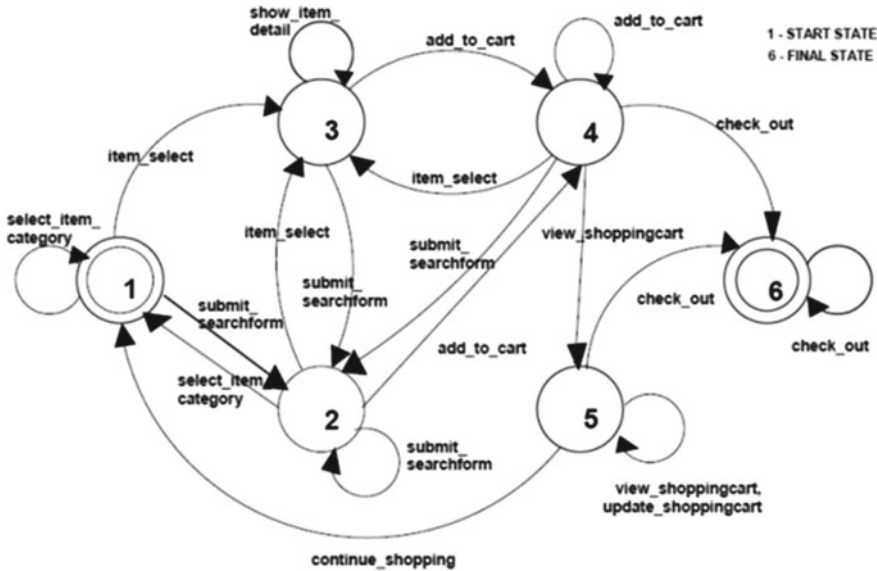 show_item_
detail
add_to_cart
add_to_cart
1 - START STATE
6 - FINAL STATE
3
4
check_out
item_select
item_select
select_item_
category
item_select
submit_
searchform
view_shoppingcart
1
submit_
searchform
submit_
searchform
6
check_out
select_item
category
add_to_cart
check_out
2
5
submit_
searchform
view_shoppingcart,
update_shoppingcart
continue_shopping